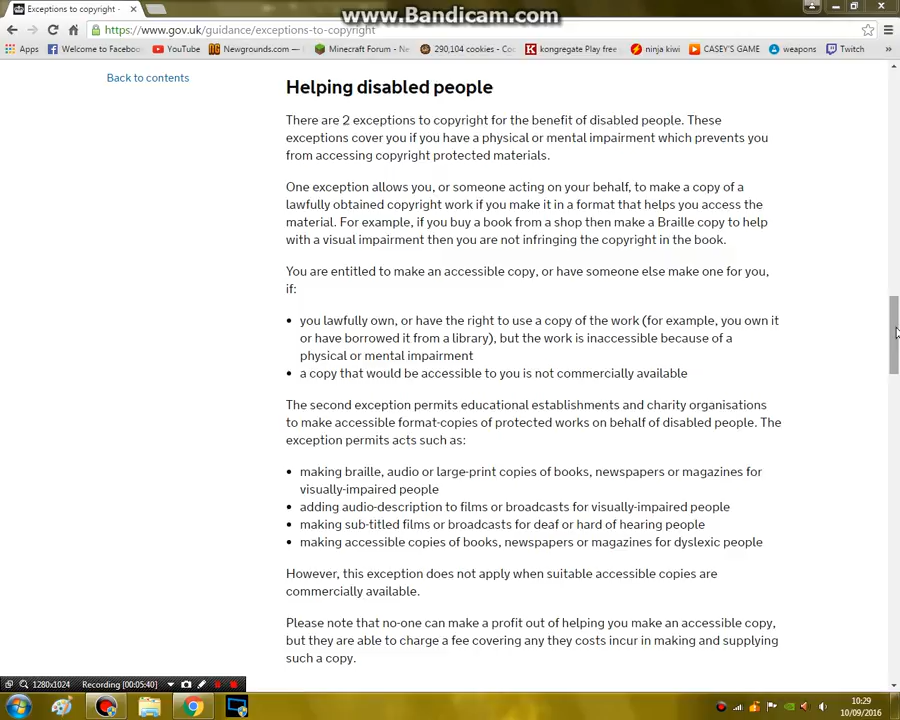 www.Bandicam.com
Exceptions to copyright -
https://www.gov.uk/guidance/exceptions-to-copyright
Apps Welcome to Facebook YouTube Newgrounds.com — Minecraft Forum - Ne 290,104 cookies - Coo kongregate Play free ninja kiwi CASEY'S GAME weapons Twitch »
Back to contents
Helping disabled people
There are 2 exceptions to copyright for the benefit of disabled people. These
exceptions cover you if you have a physical or mental impairment which prevents you
from accessing copyright protected materials.
One exception allows you, or someone acting on your behalf, to make a copy of a
lawfully obtained copyright work if you make it in a format that helps you access the
material. For example, if you buy a book from a shop then make a Braille copy to help
with a visual impairment then you are not infringing the copyright in the book.
You are entitled to make an accessible copy, or have someone else make one for you,
if:
• you lawfully own, or have the right to use a copy of the work (for example, you own it
or have borrowed it from a library), but the work is inaccessible because of a
physical or mental impairment
• a copy that would be accessible to you is not commercially available
The second exception permits educational establishments and charity organisations
to make accessible format-copies of protected works on behalf of disabled people. The
exception permits acts such as:
• making braille, audio or large-print copies of books, newspapers or magazines for
visually-impaired people
• adding audio-description to films or broadcasts for visually-impaired people
• making sub-titled films or broadcasts for deaf or hard of hearing people
• making accessible copies of books, newspapers or magazines for dyslexic people
However, this exception does not apply when suitable accessible copies are
commercially available.
Please note that no-one can make a profit out of helping you make an accessible copy,
but they are able to charge a fee covering any they costs incur in making and supplying
such a copy.
1280x1024 Recording [00:05:40]
10:29
10/09/2016